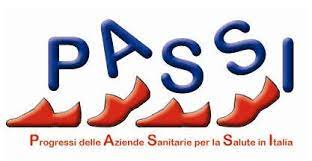 PASSI
Progressi delle Aziende Sanitarie per la Salute in Italia